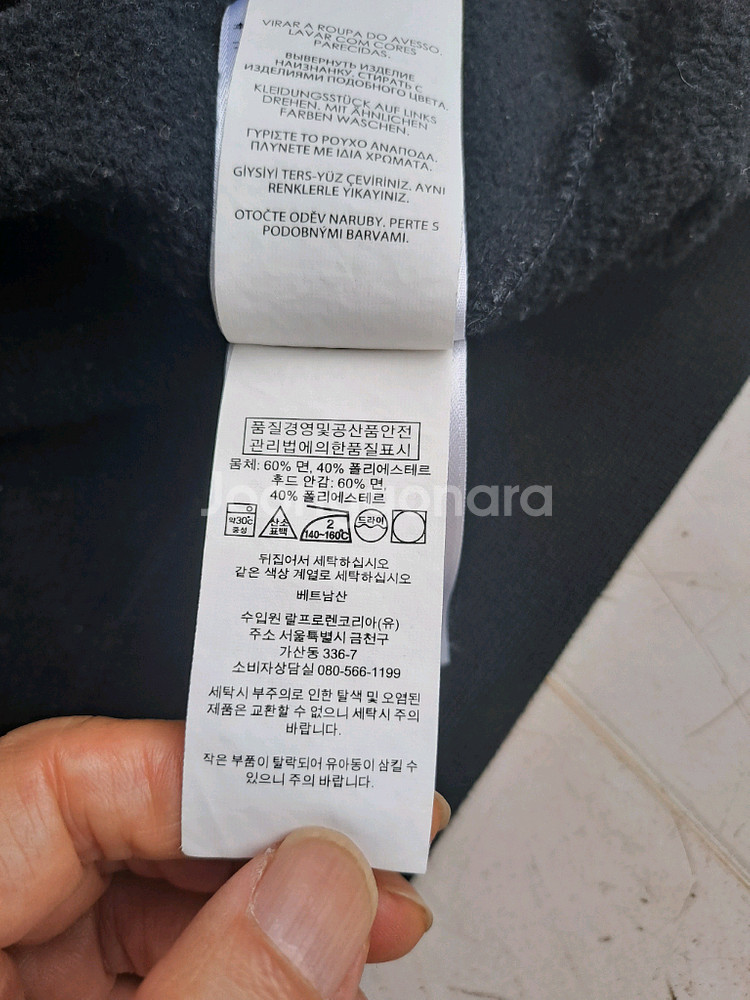 VIRAR A ROUPA DO AVESSO.
LAVAR COM CORES
PARECIDAS.
ВЫВЕРНУТЬ ИЗДЕЛИЕ
НАИЗНАНКУ. СТИРАТЬ С
ИЗДЕЛИЯМИ ПОДОБНОГО ЦВЕТА.
KLEIDUNGSSTÜCK AUF LINKS
DREHEN. MIT ÄHNLICHEN
FARBEN WASCHEN.
ΓΥΡΙΣΤΕ ΤΟ ΡΟΥΧΟ ΑΝΑΠΟΔΑ.
ΠΛΥΝΕΤΕ ΜΕ ΙΔΙΑ ΧΡΩΜΑΤΑ.
GİYSİYİ TERS-YÜZ ÇEVİRİNİZ. AYNI
RENKLERLE YIKAYINIZ.
OTOČTE ODĚV NARUBY. PERTE S
PODOBNÝMI BARVAMI.
품질경영및공산품안전
관리법에의한품질표시
몸체: 60% 면, 40% 폴리에스테르
후드 안감: 60% 면,
40% 폴리에스테르
Joonggonara
약30℃
중성
산소
표백
2
140~160℃
드라이
뒤집어서 세탁하십시오
같은 색상 계열로 세탁하십시오
베트남산
수입원 랄프로렌코리아(유)
주소 서울특별시 금천구
가산동 336-7
소비자상담실 080-566-1199
세탁시 부주의로 인한 탈색 및 오염된
제품은 교환할 수 없으니 세탁시 주의
바랍니다.
작은 부품이 탈락되어 유아동이 삼킬 수
있으니 주의 바랍니다.